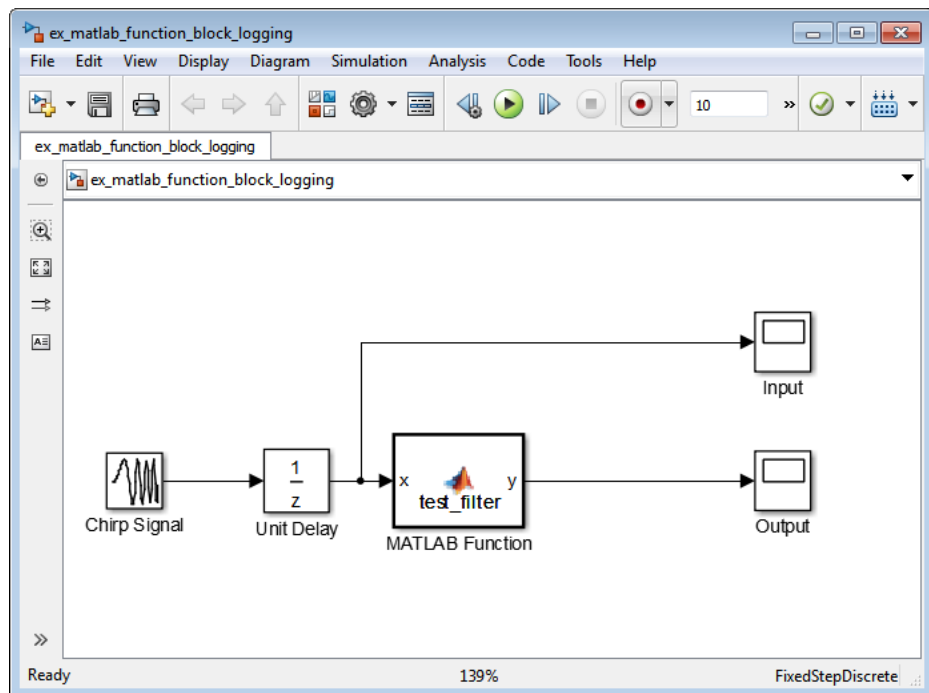 ex_matlab_function_block_logging
File Edit View Display Diagram Simulation Analysis Code Tools Help
10 »
ex_matlab_function_block_logging
ex_matlab_function_block_logging
Input
1
z
x y
test_filter
Chirp Signal
Unit Delay
MATLAB Function
Output
»
Ready 139% FixedStepDiscrete